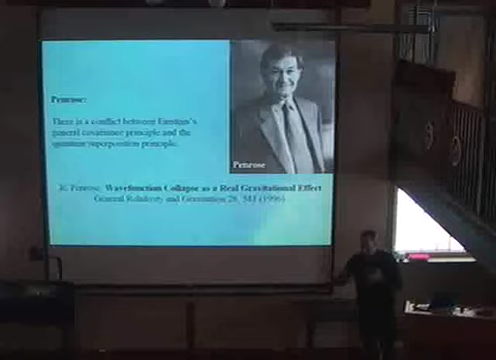 Penrose:
There is a conflict between Einstein's
general covariance principle and the
quantum superposition principle.
Penrose
R. Penrose, Wavefunction Collapse as a Real Gravitational Effect
General Relativity and Gravitation 28, 581 (1996)